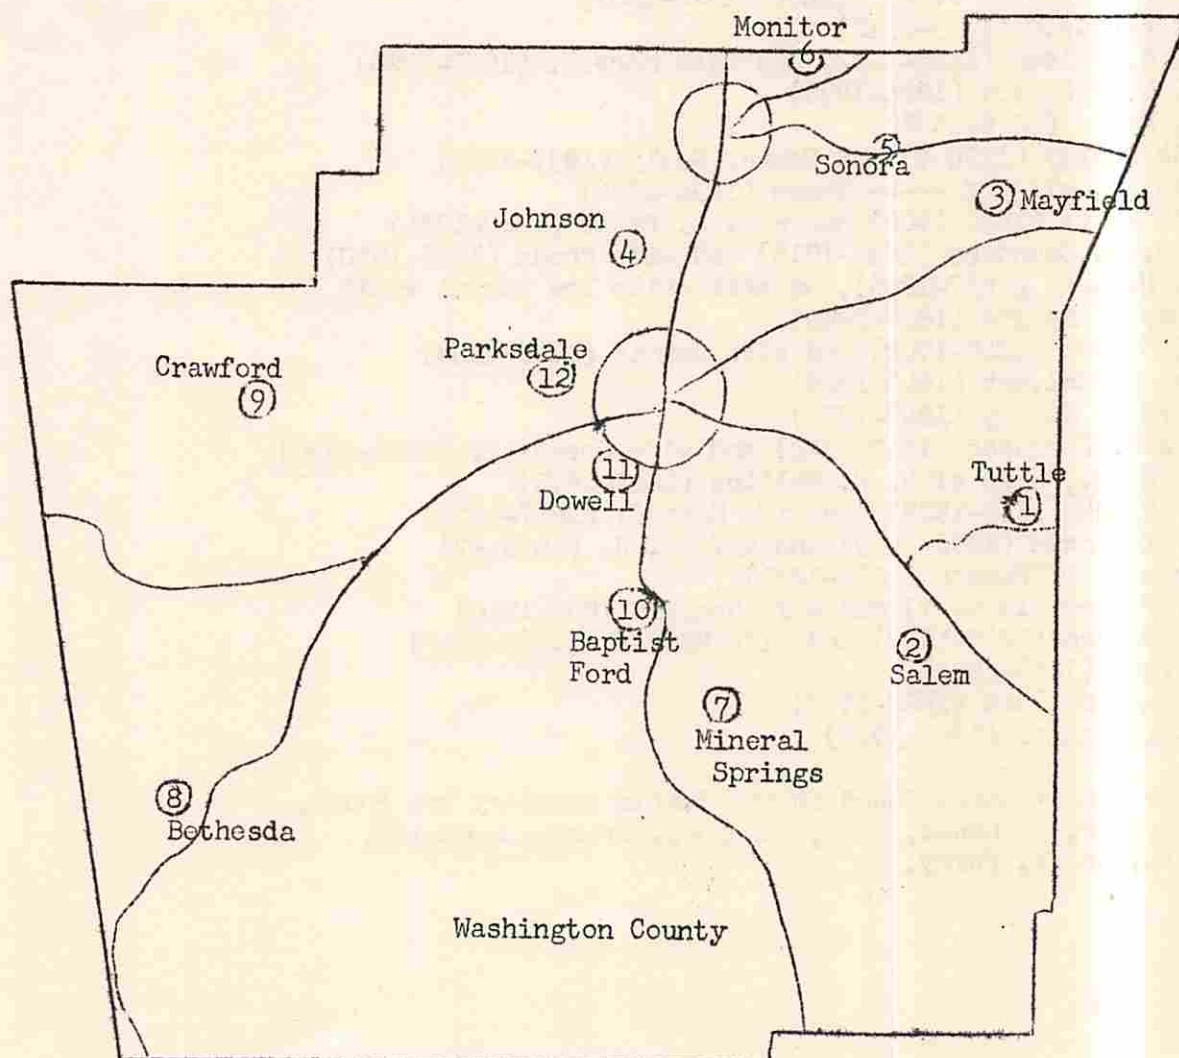 Monitor
6
5
Sonora
3 Mayfield
Johnson
4
Parksdale
12
Crawford
9
11
Dowell
Tuttle
1
10
Baptist
Ford
2
Salem
7
Mineral
Springs
8
Bethesda
Washington County